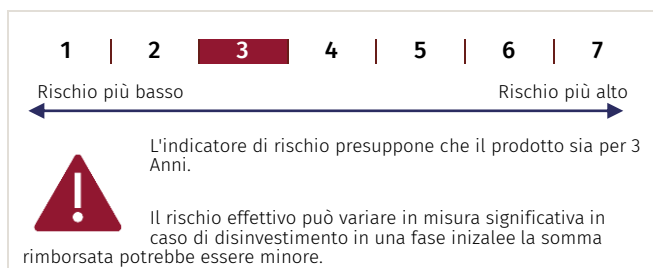 1 2 3 4 5 6 7
Rischio più basso Rischio più alto
L'indicatore di rischio presuppone che il prodotto sia per 3
Anni.
Il rischio effettivo può variare in misura significativa in
caso di disinvestimento in una fase inizalee la somma
rimborsata potrebbe essere minore.